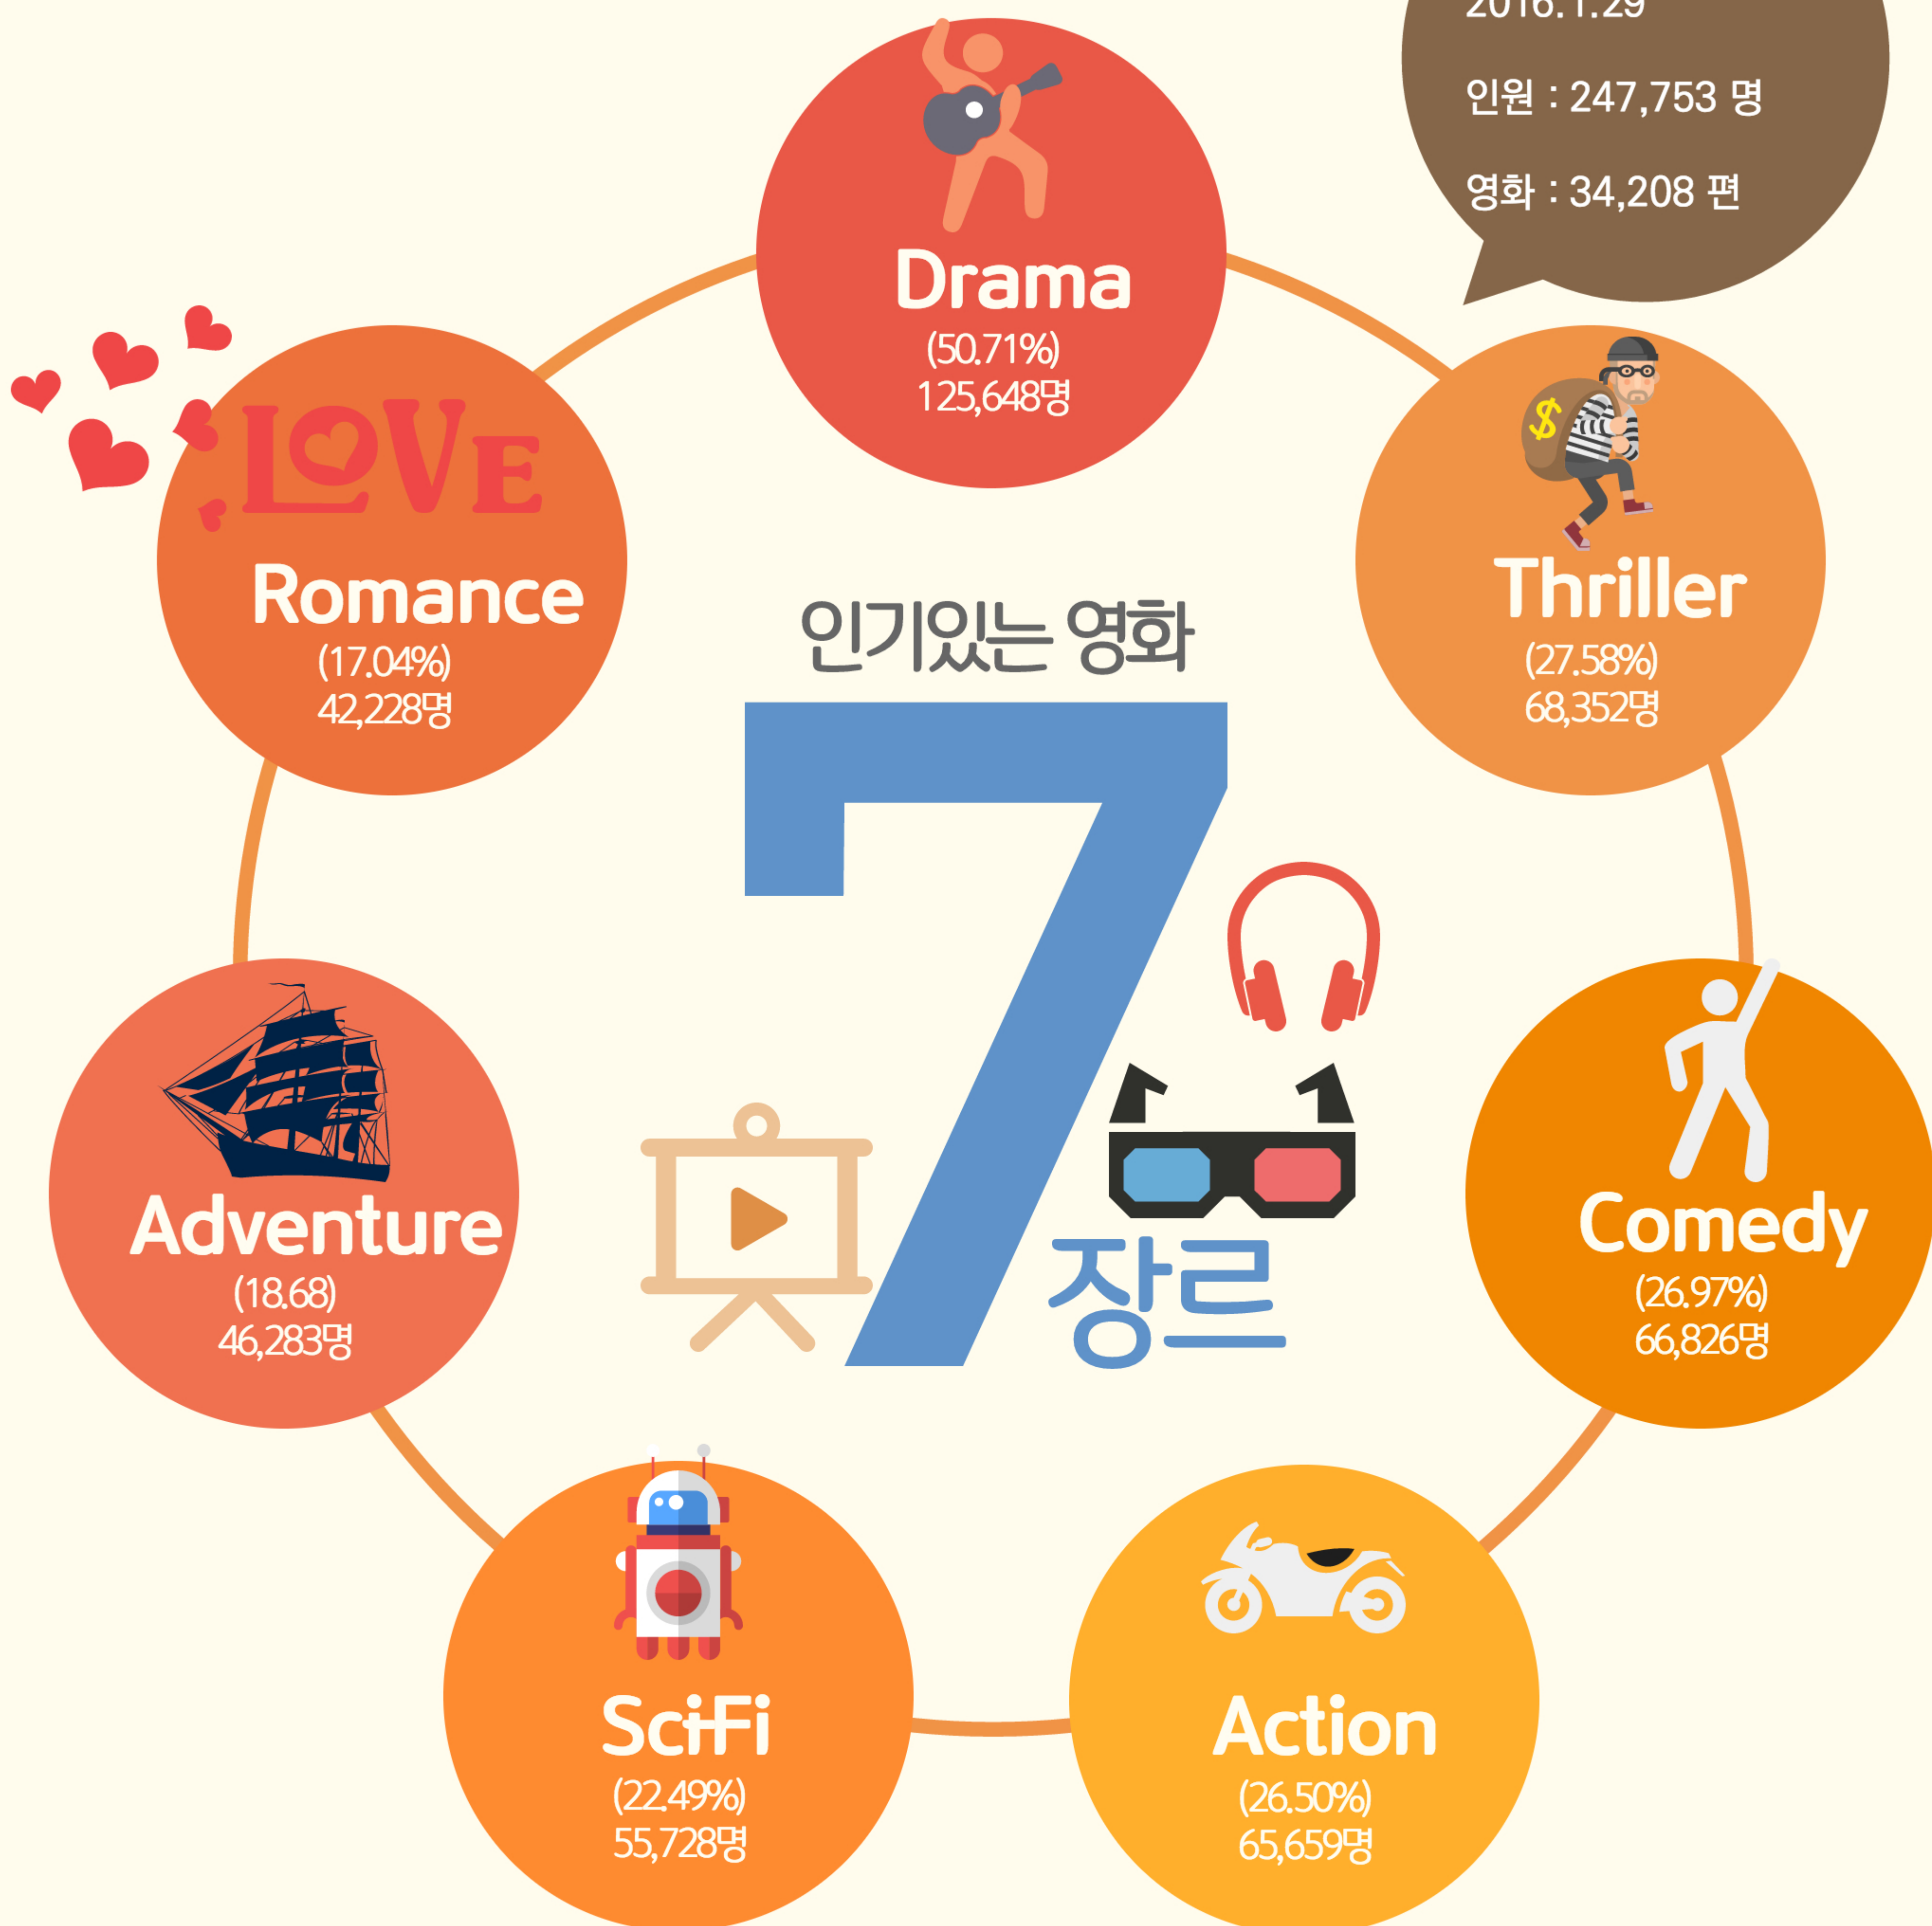 2016.1.29
인원 : 247,753 명
영화 : 34,208 편
Drama
(50.71%)
125,648명
LOVE
Romance
(17.04%)
42,228명
$
Thriller
(27.58%)
68,352명
인기있는 영화
7
장르
Adventure
(18.68)
46,283명
Comedy
(26.97%)
66,826명
Sci-Fi
(22.49%)
55,728명
Action
(26.50%)
65,659명